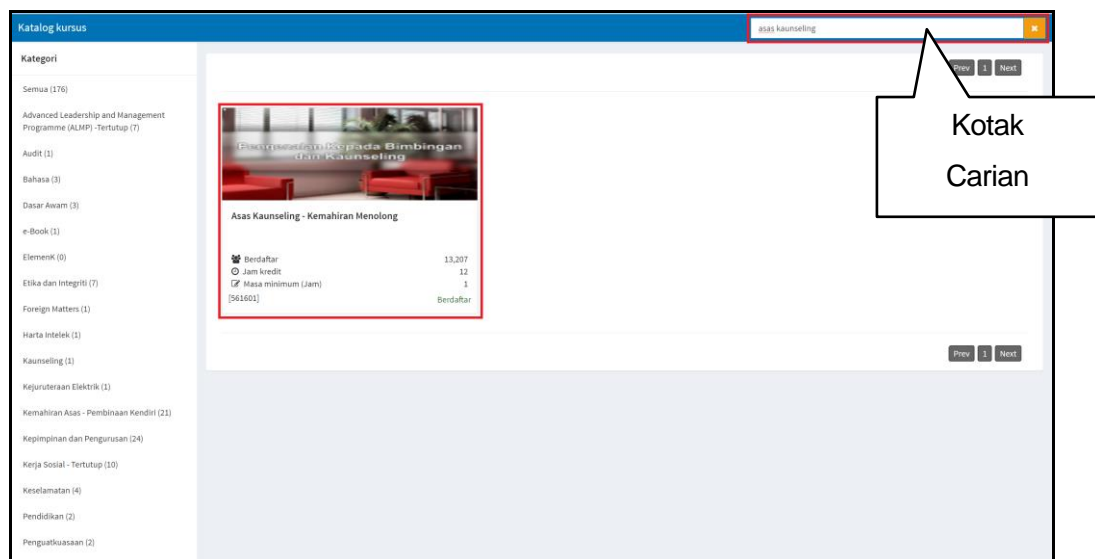 Katalog kursus
asas kaunseling
Kategori
Prev 1 Next
Semua (176)
Advanced Leadership and Management
Programme (ALMP) -Tertutup (7)
Audit (1)
Bahasa (3)
Dasar Awam (3)
e-Book (1)
ElemenK (0)
Etika dan Integriti (7)
Foreign Matters (1)
Harta Intelek (1)
Kaunseling (1)
Kejuruteraan Elektrik (1)
Kemahiran Asas - Pembinaan Kendiri (21)
Kepimpinan dan Pengurusan (24)
Kerja Sosial - Tertutup (10)
Keselamatan (4)
Pendidikan (2)
Penguatkuasaan (2)
Pengenalan Kepada Bimbingan
dan Kaunseling
Asas Kaunseling - Kemahiran Menolong
Berdaftar 13,207
Jam kredit 12
Masa minimum (Jam) 1
[561601] Berdaftar
Prev 1 Next
Kotak
Carian